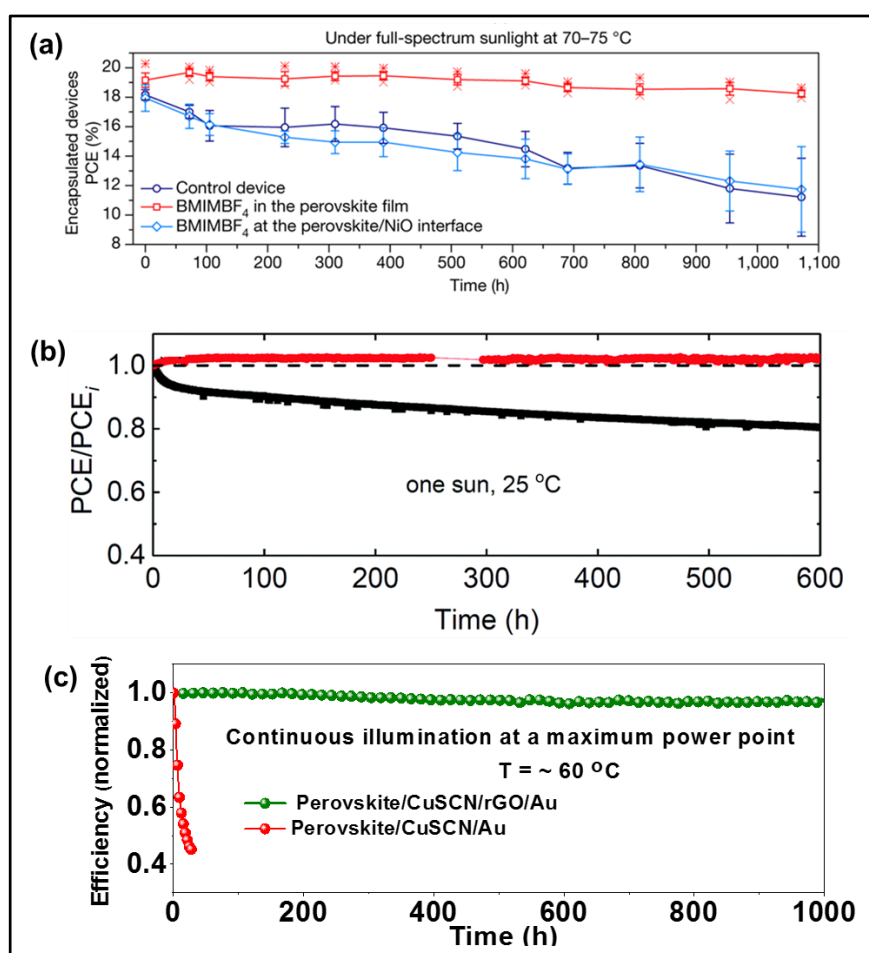 (a)
Under full-spectrum sunlight at 70–75 °C
Encapsulated devices
PCE (%)
20
18
16
14
12
10
8
Control device
BMIMBF4 in the perovskite film
BMIMBF4 at the perovskite/NiO interface
0 100 200 300 400 500 600 700 800 900 1,000 1,100
Time (h)
(b)
PCE/PCEi
1.0
0.8
0.6
0.4
one sun, 25 °C
0 100 200 300 400 500 600
Time (h)
(c)
Efficiency (normalized)
1.0
0.8
0.6
0.4
Continuous illumination at a maximum power point
T = ~ 60 °C
Perovskite/CuSCN/rGO/Au
Perovskite/CuSCN/Au
0 200 400 600 800 1000
Time (h)